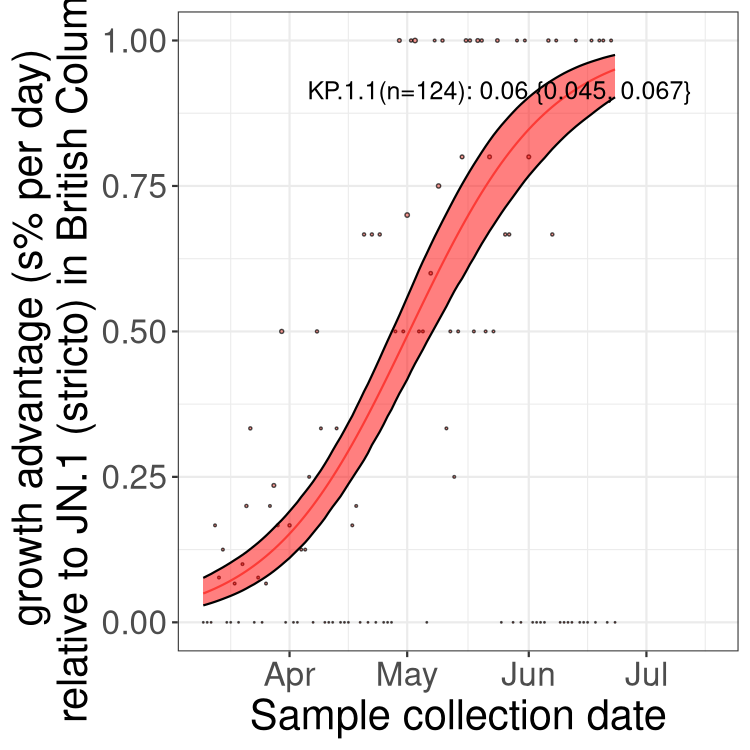 growth advantage (s% per day)
relative to JN.1 (stricto) in British Colum
1.00
0.75
0.50
0.25
0.00
KP.1.1(n=124): 0.06 {0.045, 0.067}
Apr May Jun Jul
Sample collection date